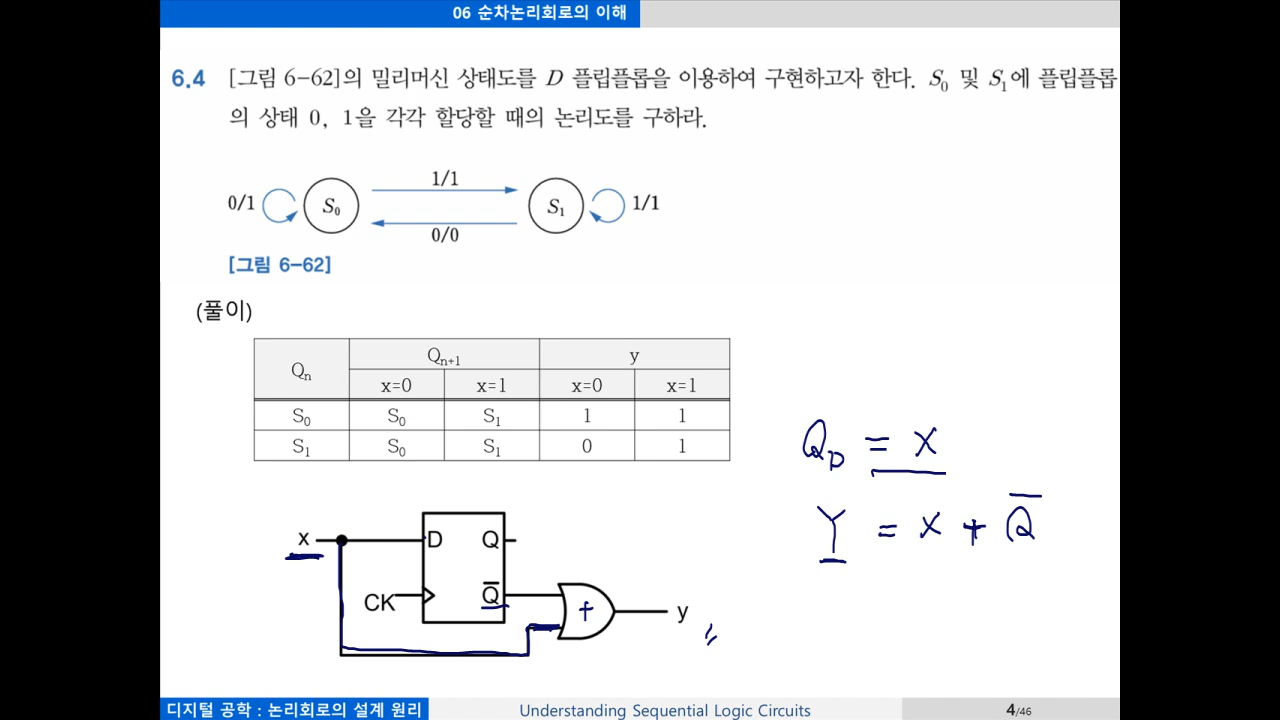 06 순차논리회로의 이해
6.4 [그림 6-62]의 밀리머신 상태도를 D 플립플롭을 이용하여 구현하고자 한다. S₀ 및 S₁에 플립플롭
의 상태 0, 1을 각각 할당할 때의 논리도를 구하라.
1/1
0/1 S₀ S₁ 1/1
0/0
[그림 6-62]
(풀이)
Qₙ Qₙ₊₁ y
x=0 x=1 x=0 x=1
S₀ S₀ S₁ 1 1
S₁ S₀ S₁ 0 1
Q_D = x
Y = x + Q̅
x D Q
CK Q̅ + y
디지털 공학 : 논리회로의 설계 원리 Understanding Sequential Logic Circuits 4/46